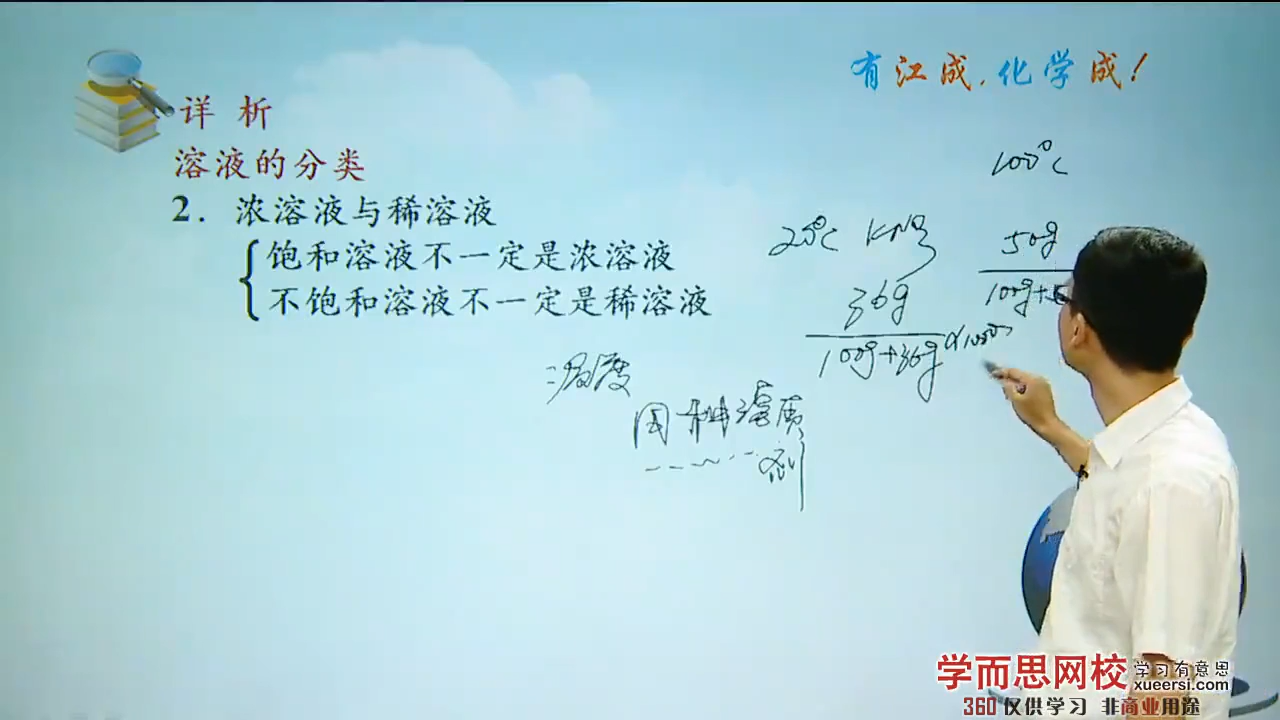 有江成,化学成!
详 析
溶液的分类
2. 浓溶液与稀溶液
饱和溶液不一定是浓溶液
不饱和溶液不一定是稀溶液
100°C
20°C
50g
36g
100g+
100g+36g ×100%
温度
同种溶质
剂
学而思网校 学习有意思
xueersi.com
360 仅供学习 非商业用途